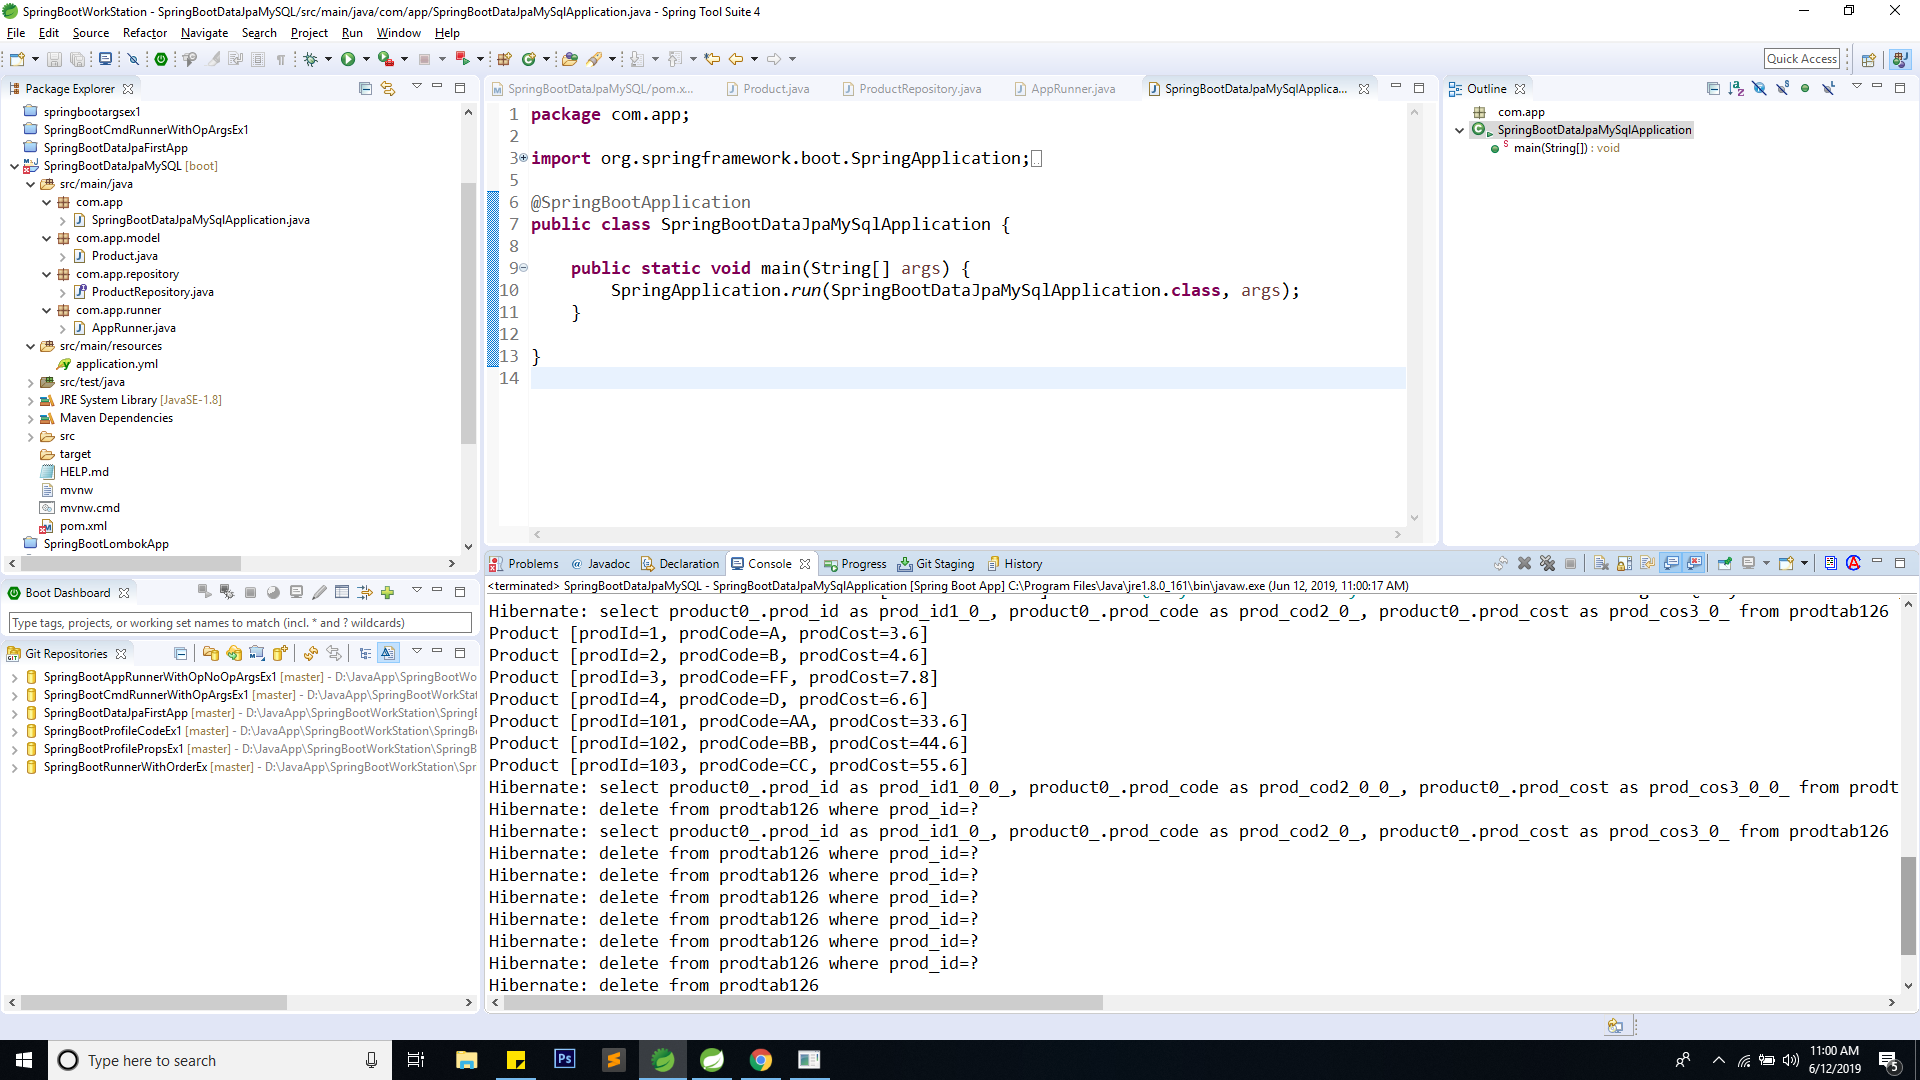 SpringBootWorkStation - SpringBootDataJpaMySQL/src/main/java/com/app/SpringBootDataJpaMySqlApplication.java - Spring Tool Suite 4
File Edit Source Refactor Navigate Search Project Run Window Help
Quick Access
Package Explorer
springbootargsex1
SpringBootCmdRunnerWithOpArgsEx1
SpringBootDataJpaFirstApp
SpringBootDataJpaMySQL [boot]
src/main/java
com.app
SpringBootDataJpaMySqlApplication.java
com.app.model
Product.java
com.app.repository
ProductRepository.java
com.app.runner
AppRunner.java
src/main/resources
application.yml
src/test/java
JRE System Library [JavaSE-1.8]
Maven Dependencies
src
target
HELP.md
mvnw
mvnw.cmd
pom.xml
SpringBootLombokApp
SpringBootDataJpaMySQL/pom.x... Product.java ProductRepository.java AppRunner.java SpringBootDataJpaMySqlApplica...
1 package com.app;
2
3 import org.springframework.boot.SpringApplication;
5
6 @SpringBootApplication
7 public class SpringBootDataJpaMySqlApplication {
8
9 public static void main(String[] args) {
10 SpringApplication.run(SpringBootDataJpaMySqlApplication.class, args);
11 }
12
13 }
14
Outline
com.app
SpringBootDataJpaMySqlApplication
main(String[]) : void
Boot Dashboard
Type tags, projects, or working set names to match (incl. * and ? wildcards)
Git Repositories
SpringBootAppRunnerWithOpNoOpArgsEx1 [master] - D:\JavaApp\SpringBootWo
SpringBootCmdRunnerWithOpArgsEx1 [master] - D:\JavaApp\SpringBootWorkStat
SpringBootDataJpaFirstApp [master] - D:\JavaApp\SpringBootWorkStation\SpringB
SpringBootProfileCodeEx1 [master] - D:\JavaApp\SpringBootWorkStation\SpringBo
SpringBootProfilePropsEx1 [master] - D:\JavaApp\SpringBootWorkStation\SpringB
SpringBootRunnerWithOrderEx [master] - D:\JavaApp\SpringBootWorkStation\Spr
Problems @ Javadoc Declaration Console Progress Git Staging History
<terminated> SpringBootDataJpaMySQL - SpringBootDataJpaMySqlApplication [Spring Boot App] C:\Program Files\Java\jre1.8.0_161\bin\javaw.exe (Jun 12, 2019, 11:00:17 AM)
Hibernate: select product0_.prod_id as prod_id1_0_, product0_.prod_code as prod_cod2_0_, product0_.prod_cost as prod_cos3_0_ from prodtab126
Product [prodId=1, prodCode=A, prodCost=3.6]
Product [prodId=2, prodCode=B, prodCost=4.6]
Product [prodId=3, prodCode=FF, prodCost=7.8]
Product [prodId=4, prodCode=D, prodCost=6.6]
Product [prodId=101, prodCode=AA, prodCost=33.6]
Product [prodId=102, prodCode=BB, prodCost=44.6]
Product [prodId=103, prodCode=CC, prodCost=55.6]
Hibernate: select product0_.prod_id as prod_id1_0_0_, product0_.prod_code as prod_cod2_0_0_, product0_.prod_cost as prod_cos3_0_0_ from prodt
Hibernate: delete from prodtab126 where prod_id=?
Hibernate: select product0_.prod_id as prod_id1_0_, product0_.prod_code as prod_cod2_0_, product0_.prod_cost as prod_cos3_0_ from prodtab126
Hibernate: delete from prodtab126 where prod_id=?
Hibernate: delete from prodtab126 where prod_id=?
Hibernate: delete from prodtab126 where prod_id=?
Hibernate: delete from prodtab126 where prod_id=?
Hibernate: delete from prodtab126 where prod_id=?
Hibernate: delete from prodtab126 where prod_id=?
Hibernate: delete from prodtab126
Type here to search
Ps
11:00 AM
6/12/2019
5